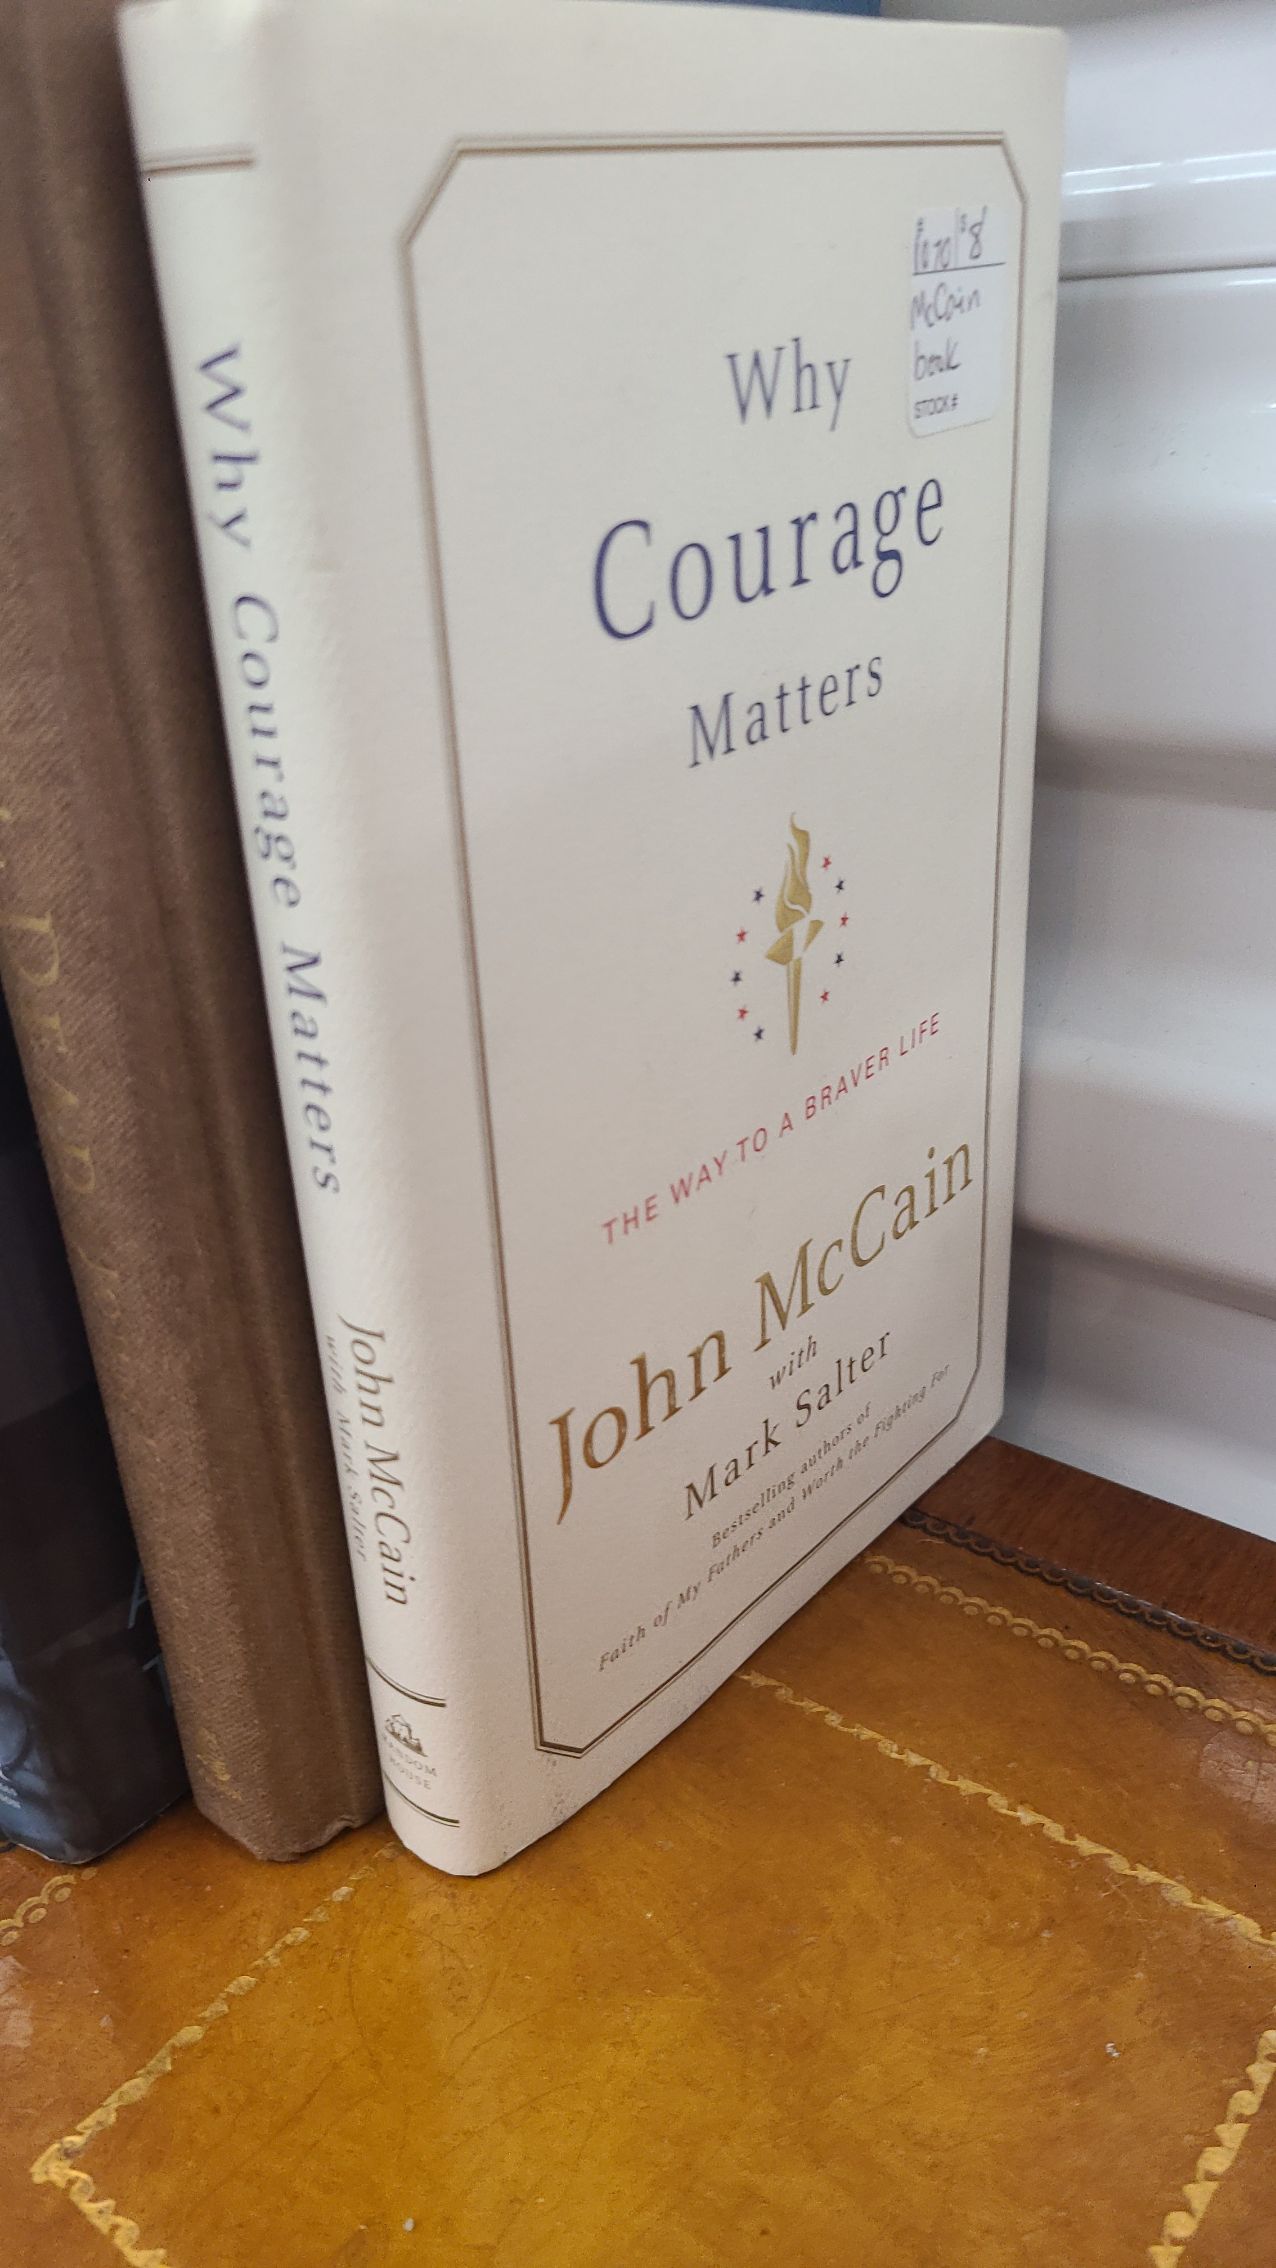 Why Courage Matters
John McCain
with Mark Salter
RANDOM
HOUSE
$8
McCain
book
STOCK#
Why
Courage
Matters
THE WAY TO A BRAVER LIFE
John McCain
with
Mark Salter
Bestselling authors of
Faith of My Fathers and Worth the Fighting For
DEAD